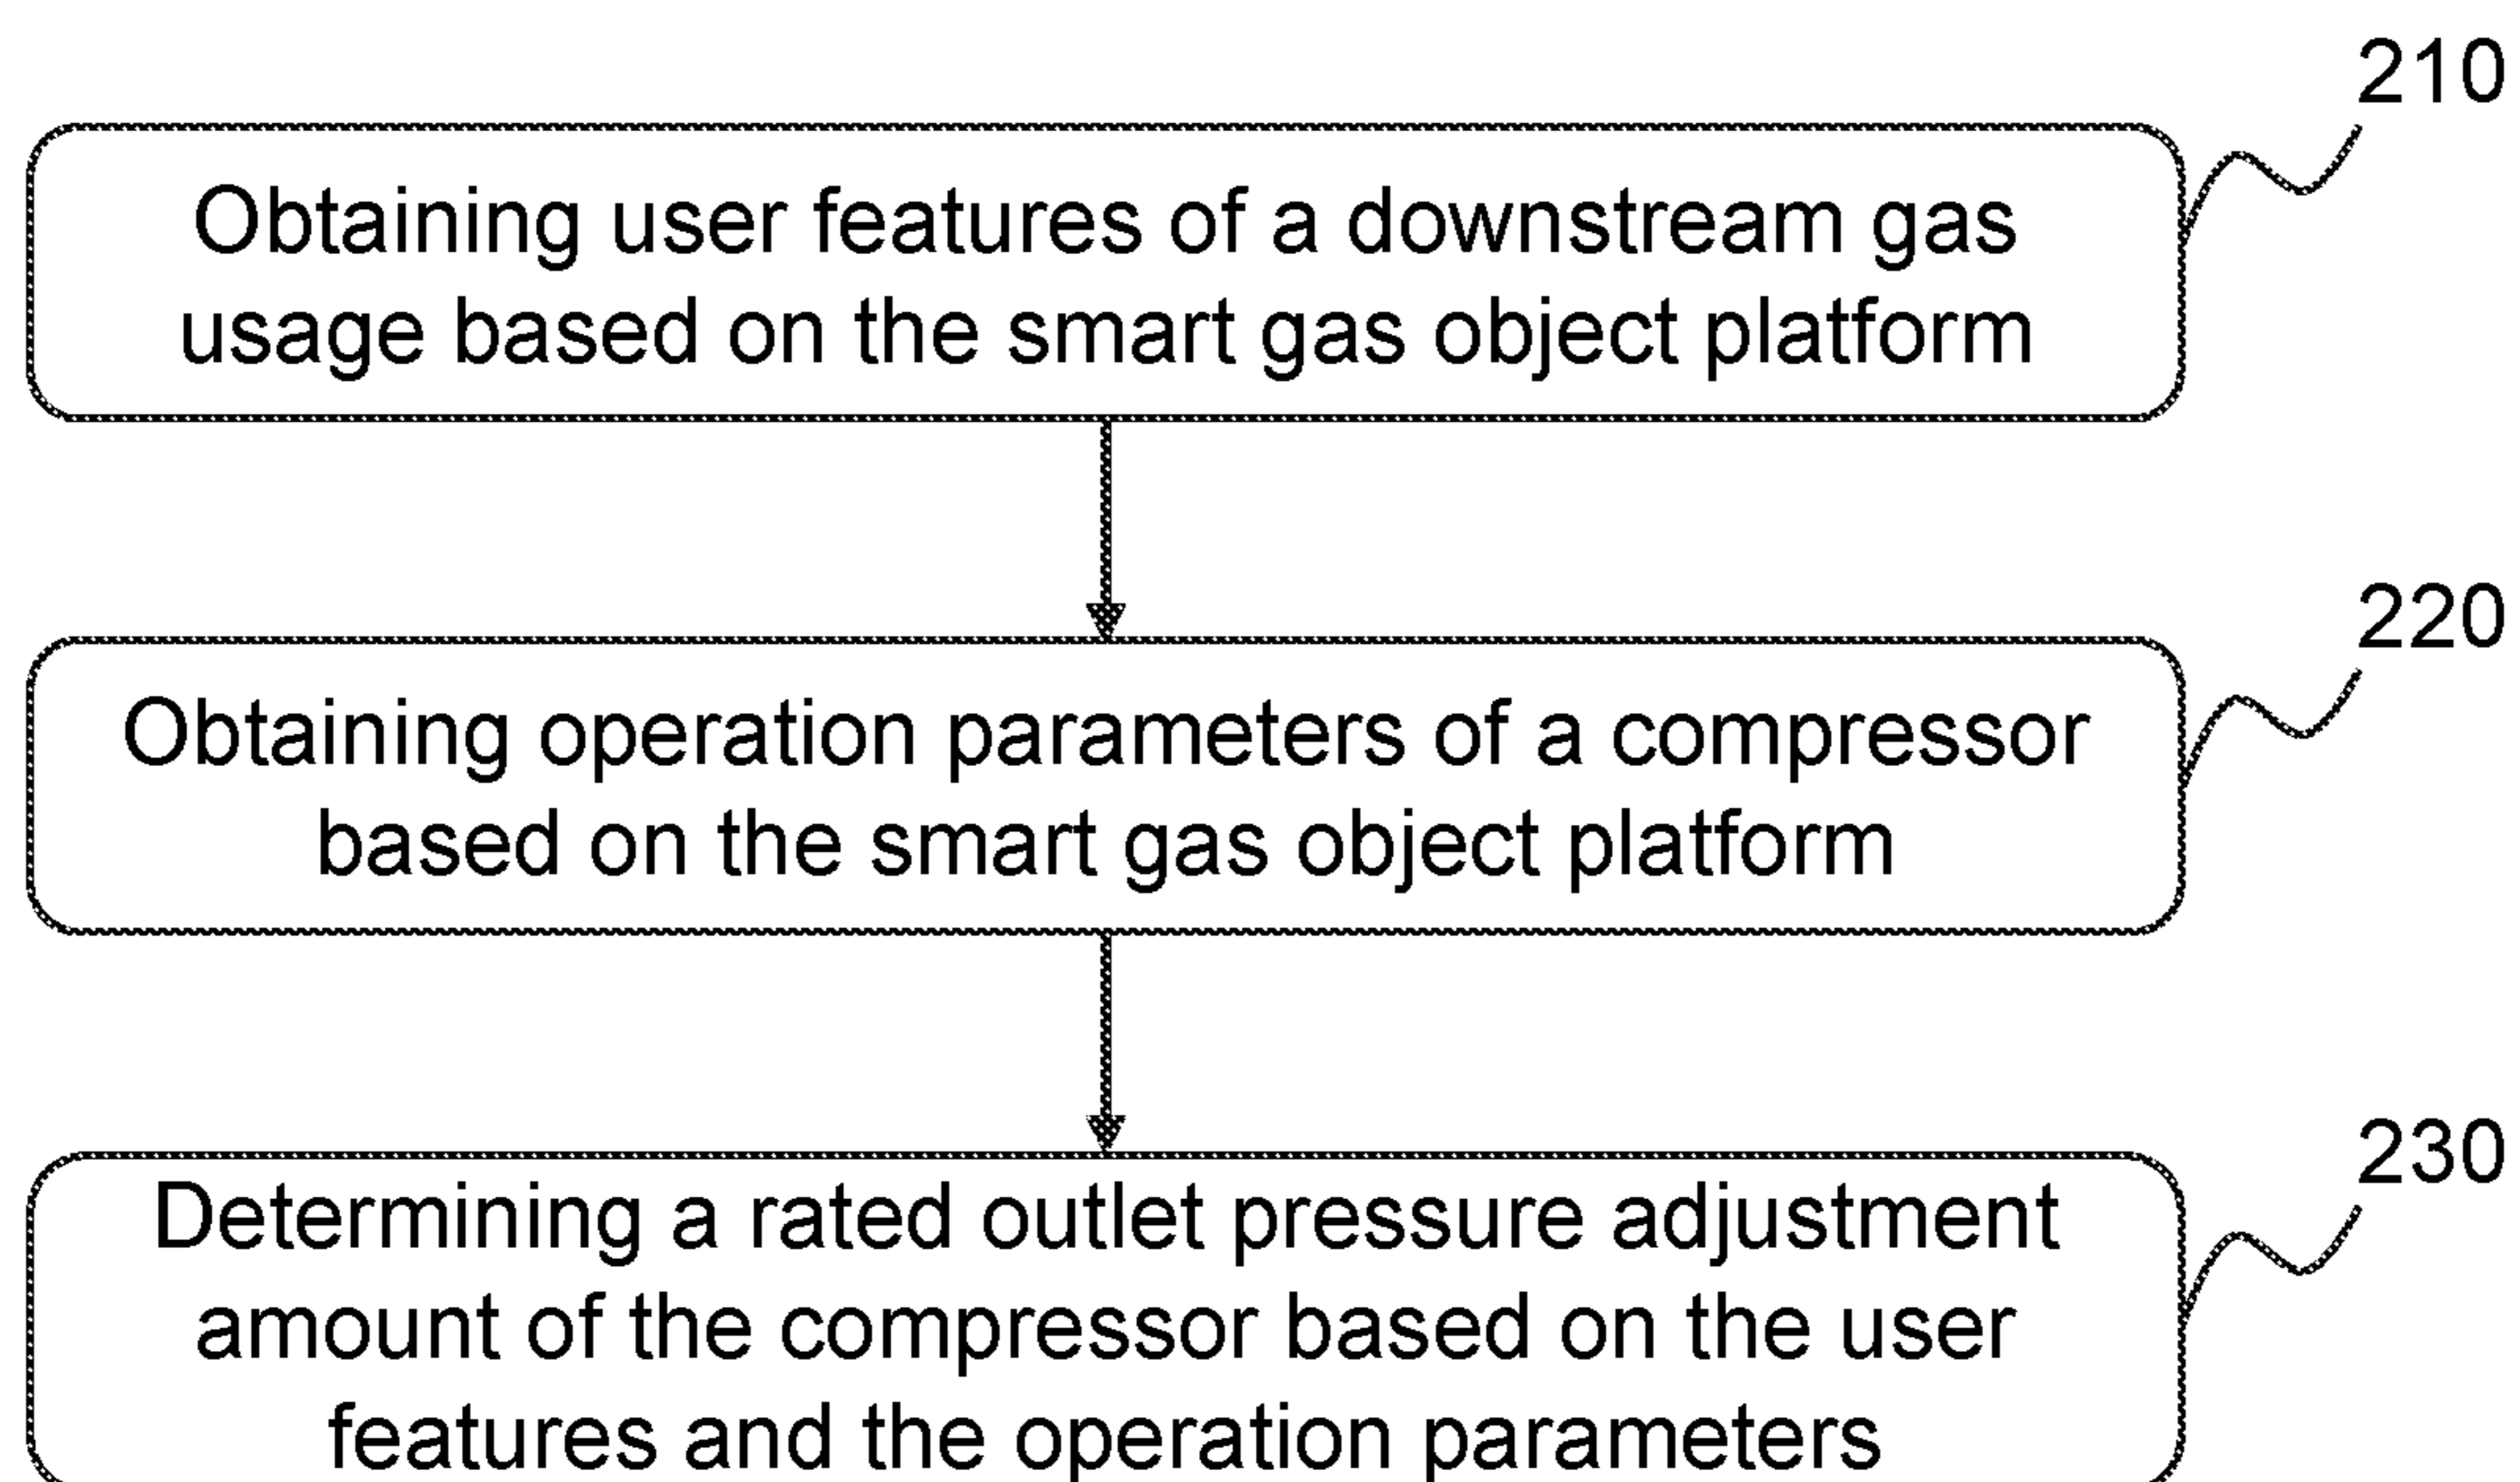 210
Obtaining user features of a downstream gas
usage based on the smart gas object platform
220
Obtaining operation parameters of a compressor
based on the smart gas object platform
230
Determining a rated outlet pressure adjustment
amount of the compressor based on the user
features and the operation parameters